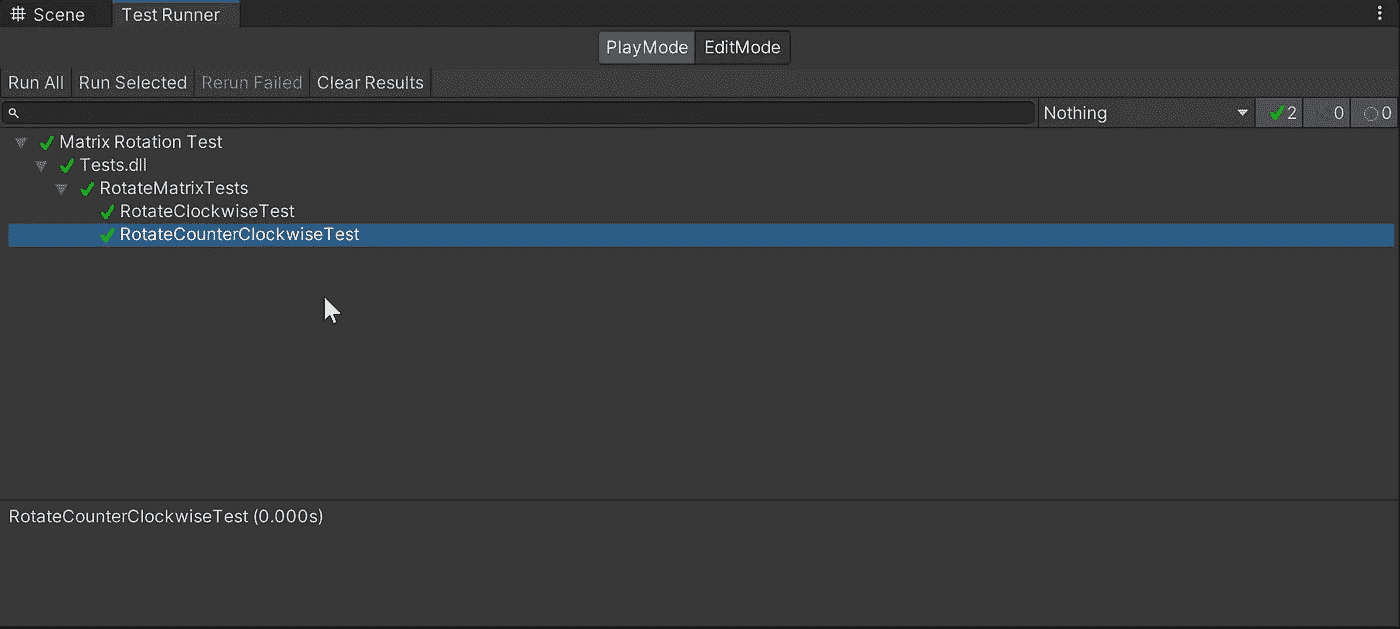 Scene Test Runner
PlayMode EditMode
Run All Run Selected Rerun Failed Clear Results
Nothing 2 0 0
Matrix Rotation Test
Tests.dll
RotateMatrixTests
RotateClockwiseTest
RotateCounterClockwiseTest
RotateCounterClockwiseTest (0.000s)